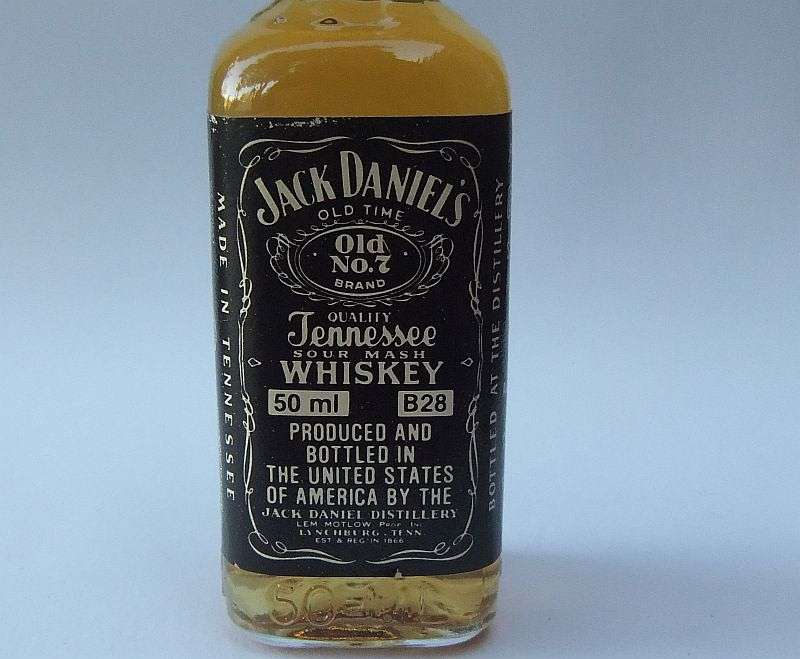 JACK DANIEL'S
OLD TIME
Old
No.7
BRAND
QUALITY
Tennessee
SOUR MASH
WHISKEY
50 ml B28
PRODUCED AND
BOTTLED IN
THE UNITED STATES
OF AMERICA BY THE
JACK DANIEL DISTILLERY
LEM MOTLOW Prop. Inc.
LYNCHBURG, TENN.
EST & REG IN 1866
MADE IN TENNESSEE
BOTTLED AT THE DISTILLERY